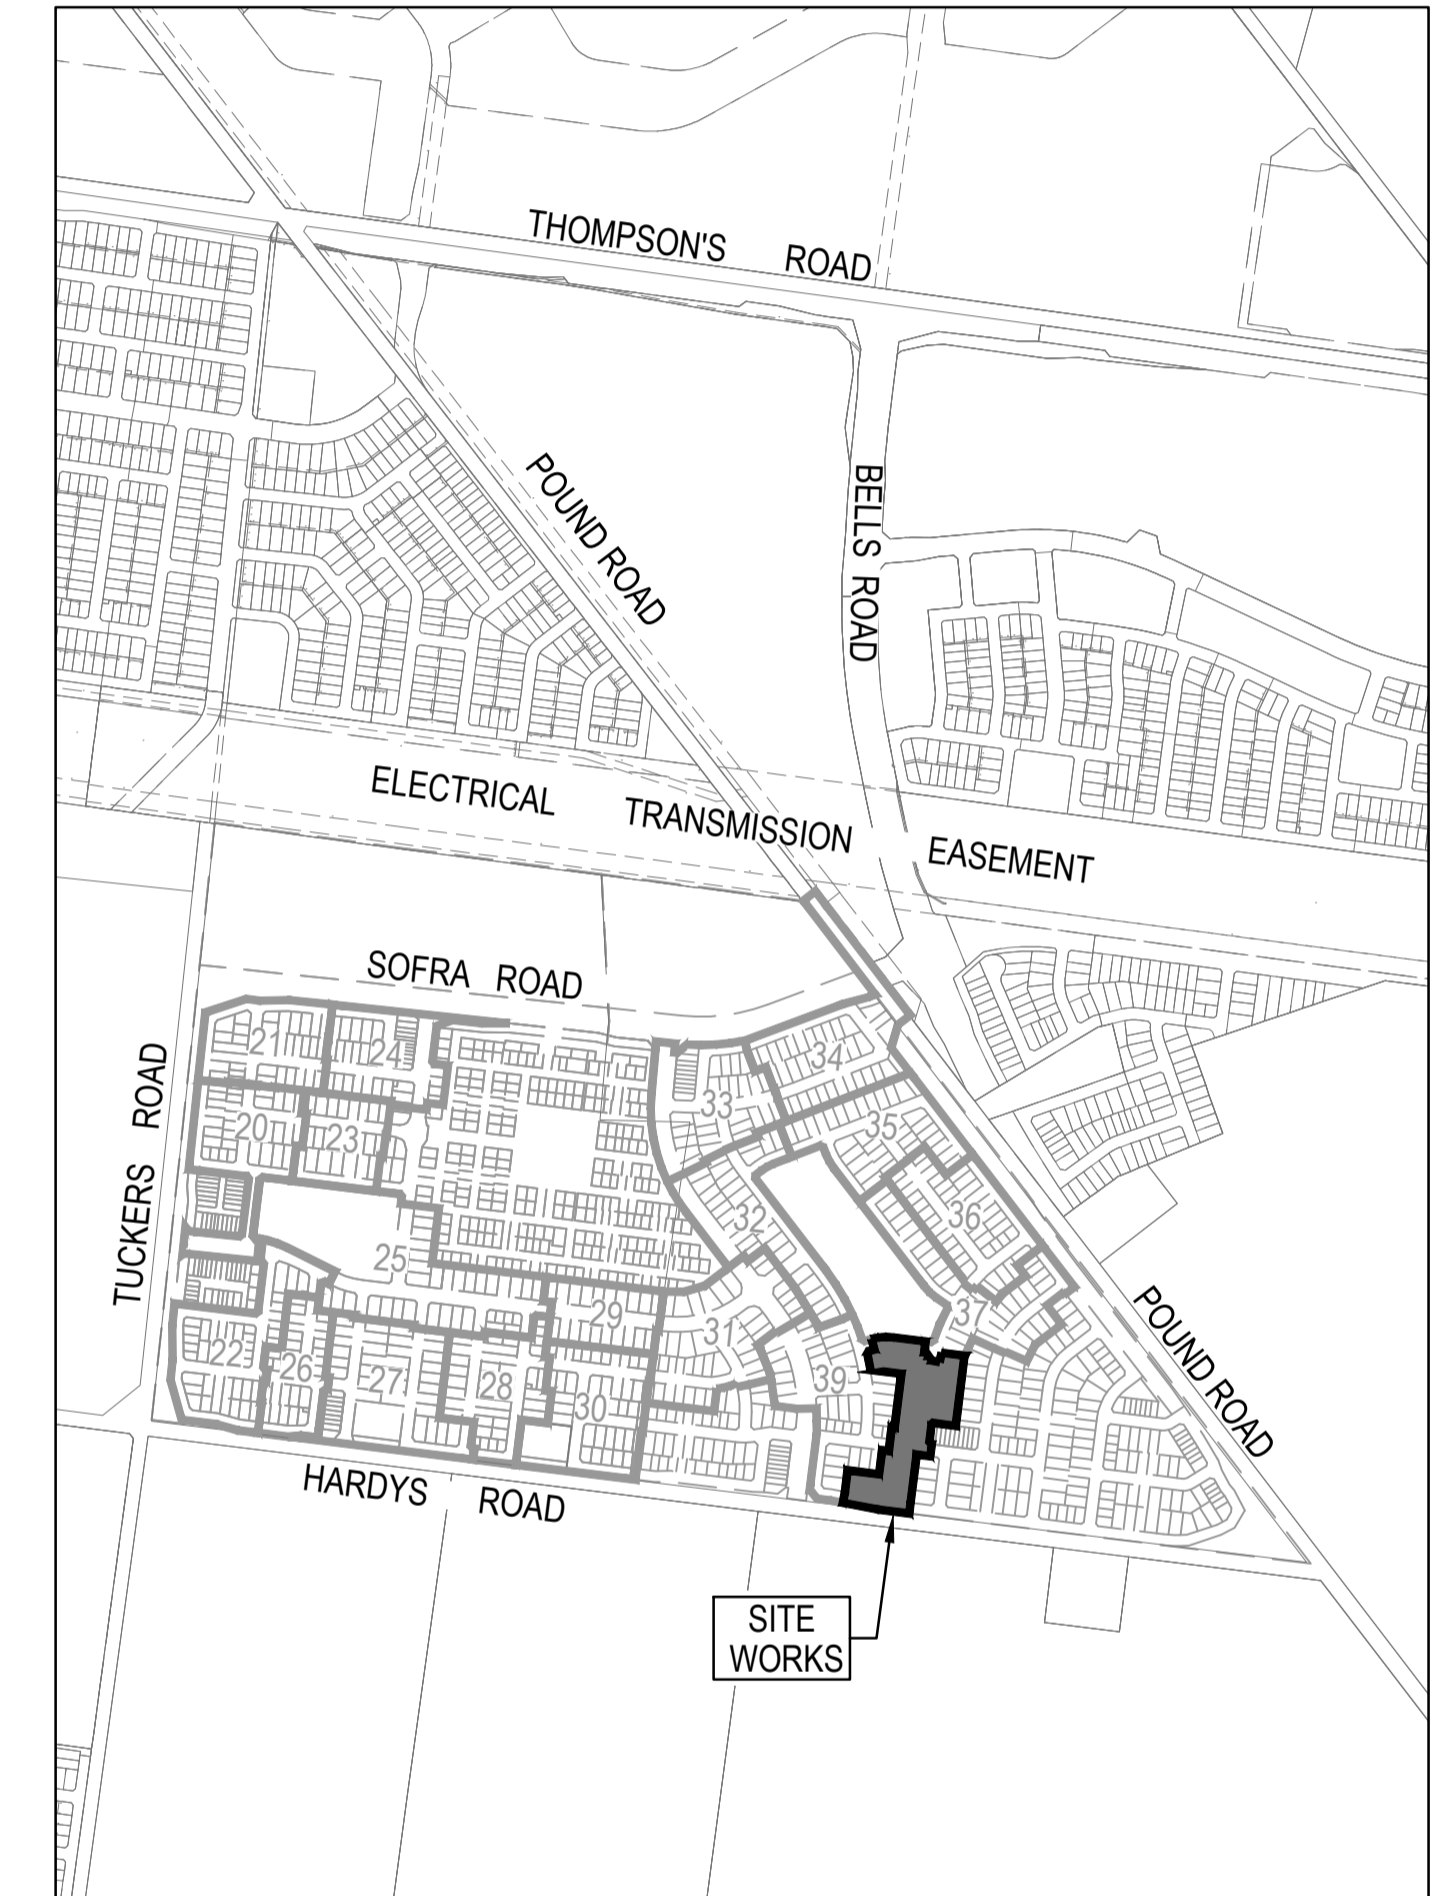 THOMPSON'S ROAD
POUND ROAD
BELLS ROAD
ELECTRICAL TRANSMISSION EASEMENT
SOFRA ROAD
TUCKERS ROAD
21
24
34
33
20
23
35
32
36
25
29
31
37
22
26
27
28
30
39
POUND ROAD
HARDYS ROAD
SITE
WORKS